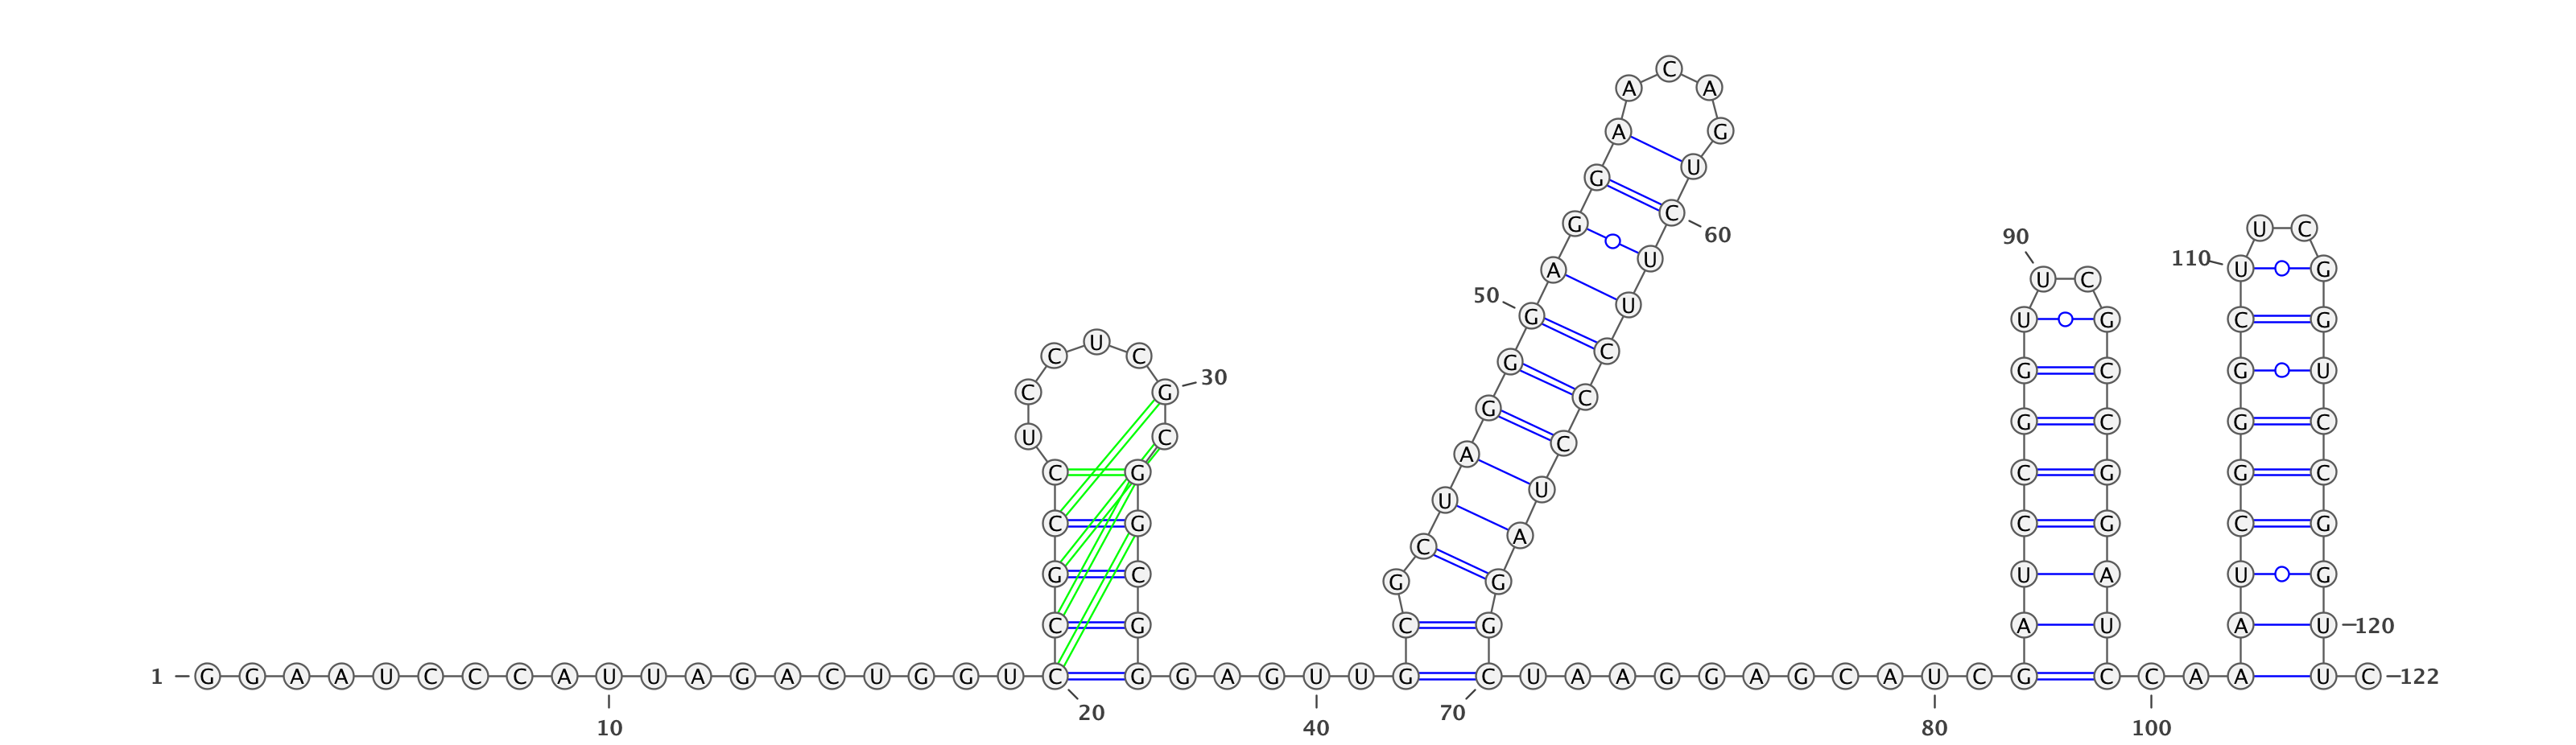 C
A A
A G
U
G
C
G U C
60
90
110 U G
A U
U C
50
G U C G
U G C G
U
C C
G C
C C
30 G
G C G C G U
C
G
U C
G C G C
A
C
C G C G G C
U
U
C G C G C G
A
C
G C U A U G
G G
C G C G A U A U 120
1 G G A A U C C C A U U A G A C U G G U C G G A G U U G C U A A G G A G C A U C G C C A A U C 122
20 70
10 40 80 100